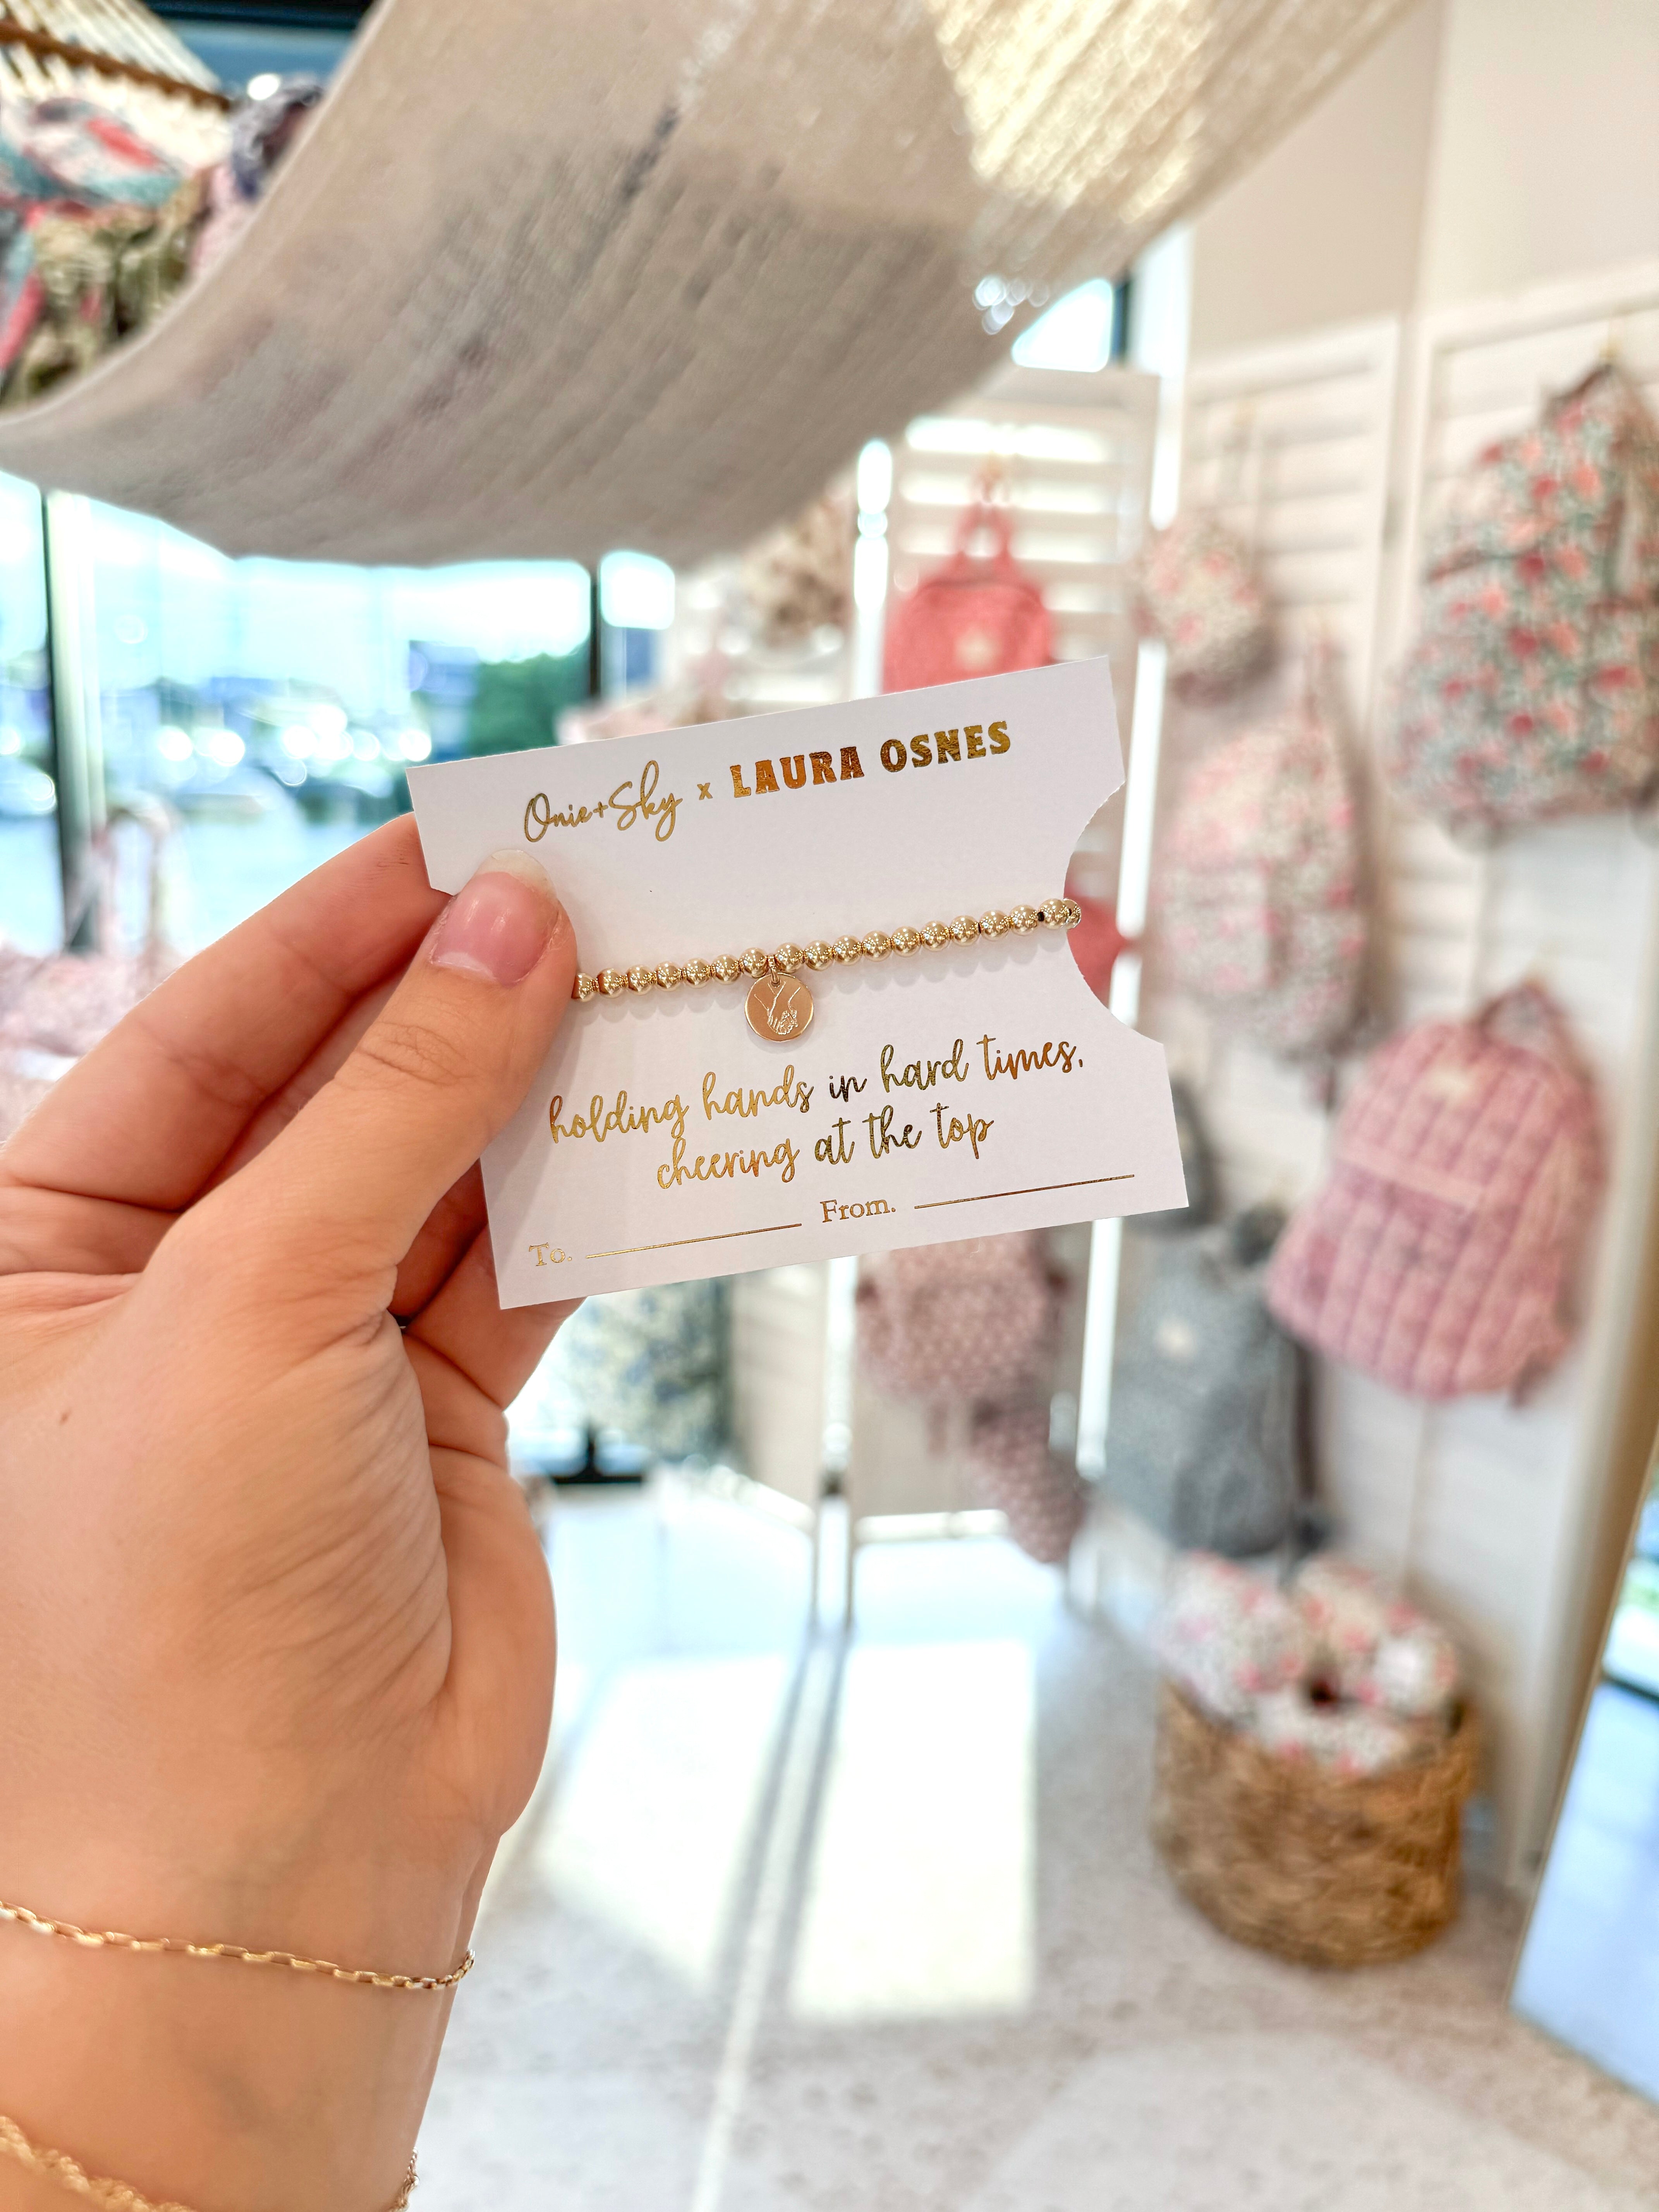 Onie+Sky x LAURA OSNES
holding hands in hard times,
cheering at the top
To. From.